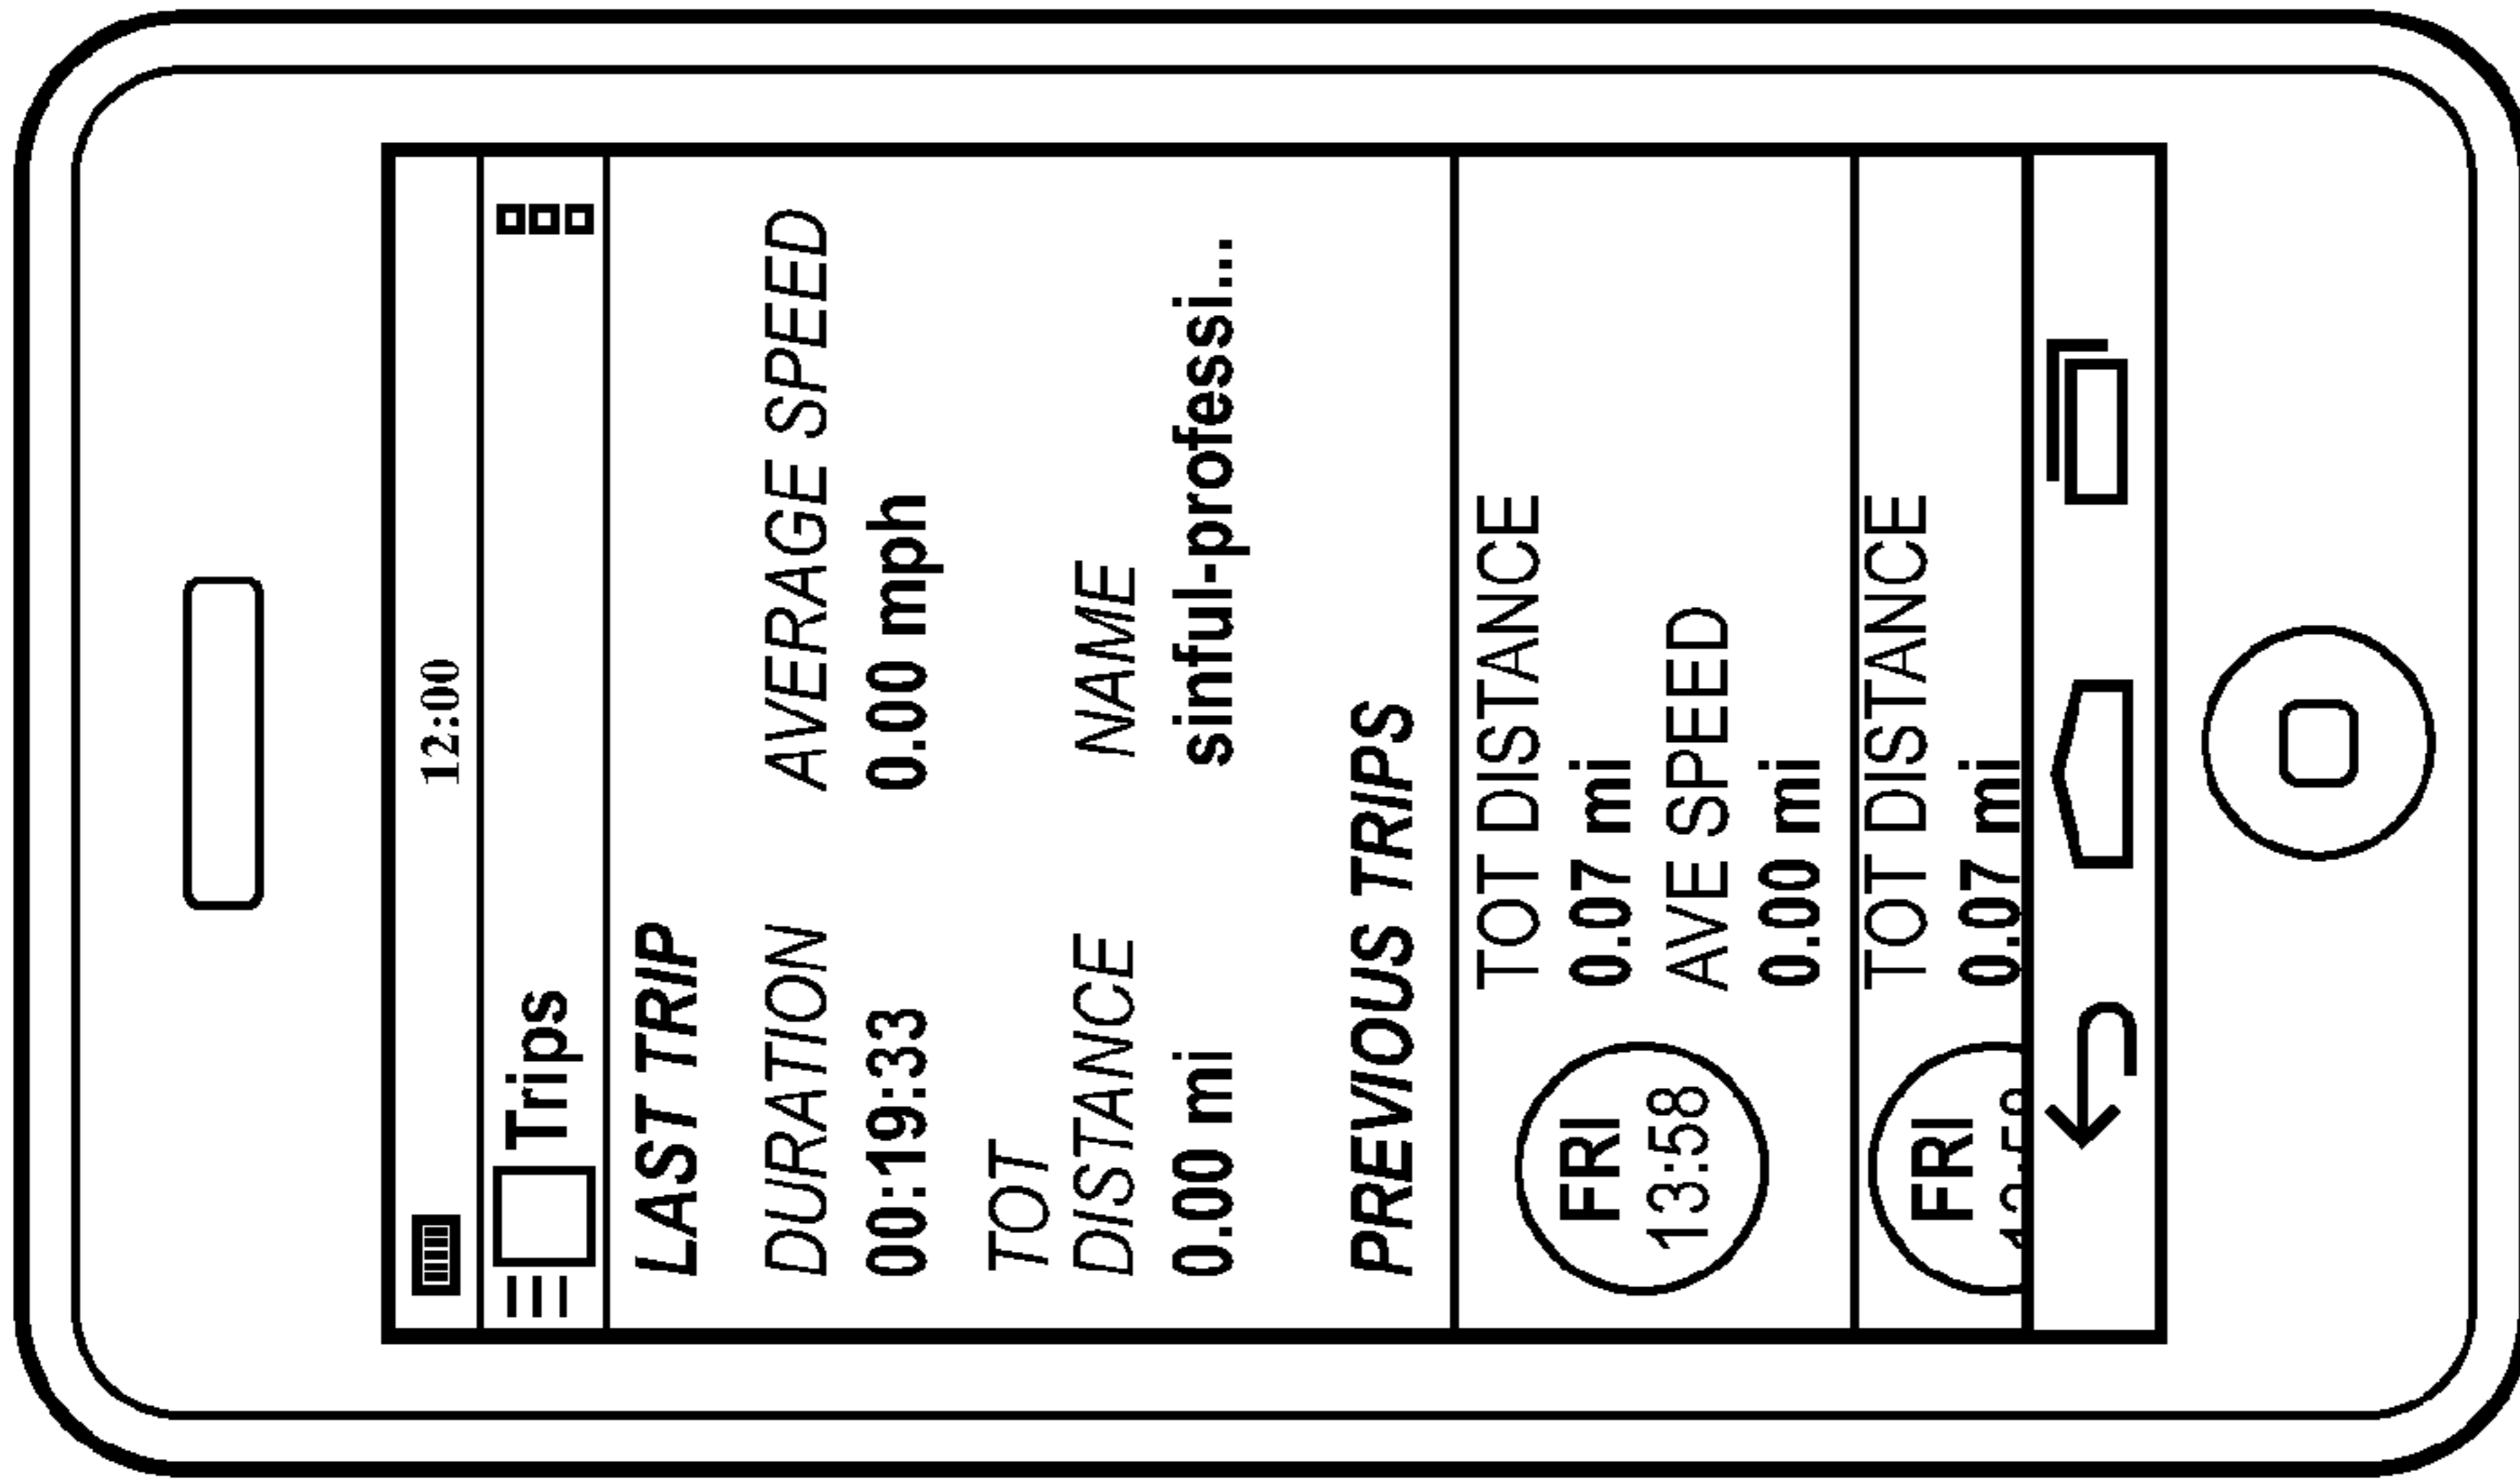 12:00
Trips
LAST TRIP
DURATION AVERAGE SPEED
00:19:33 0.00 mph
TOT
DISTANCE NAME
0.00 mi sinful-professi...
PREVIOUS TRIPS
TOT DISTANCE
FRI 0.07 mi
13:58 AVE SPEED
0.00 mi
TOT DISTANCE
FRI 0.07 mi